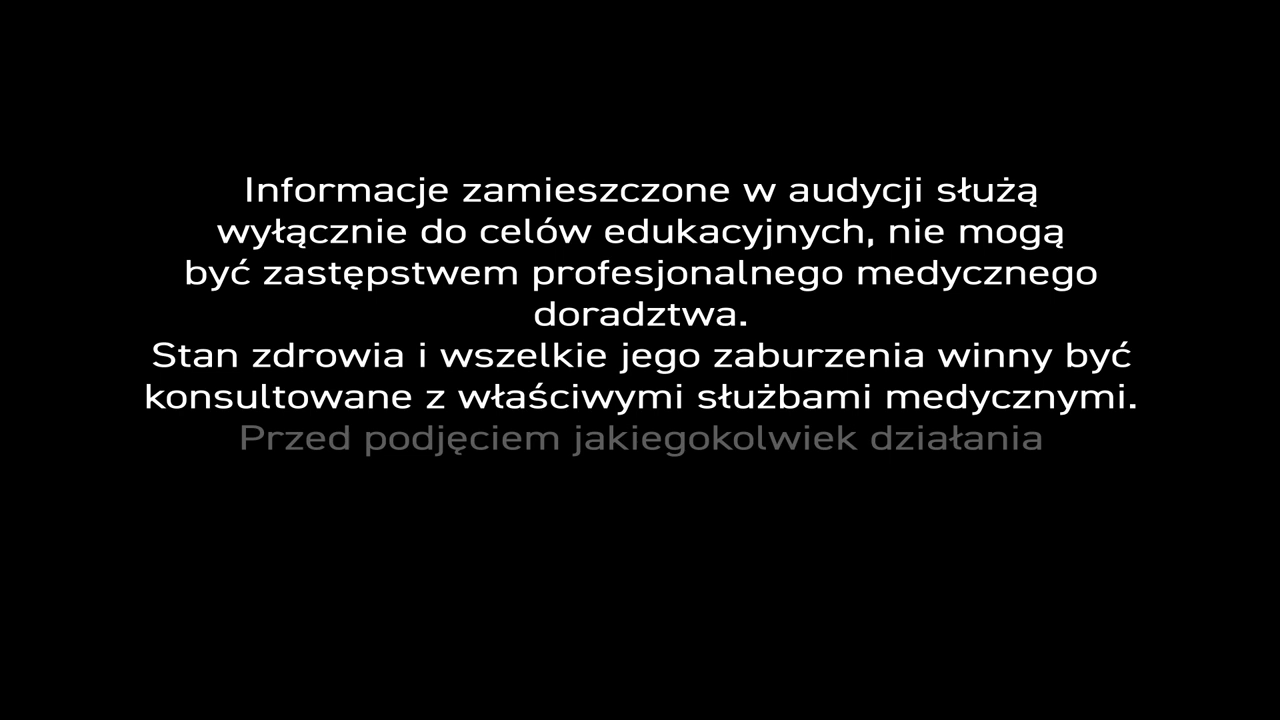 Informacje zamieszczone w audycji służą
wyłącznie do celów edukacyjnych, nie mogą
być zastępstwem profesjonalnego medycznego
doradztwa.
Stan zdrowia i wszelkie jego zaburzenia winny być
konsultowane z właściwymi służbami medycznymi.
Przed podjęciem jakiegokolwiek działania